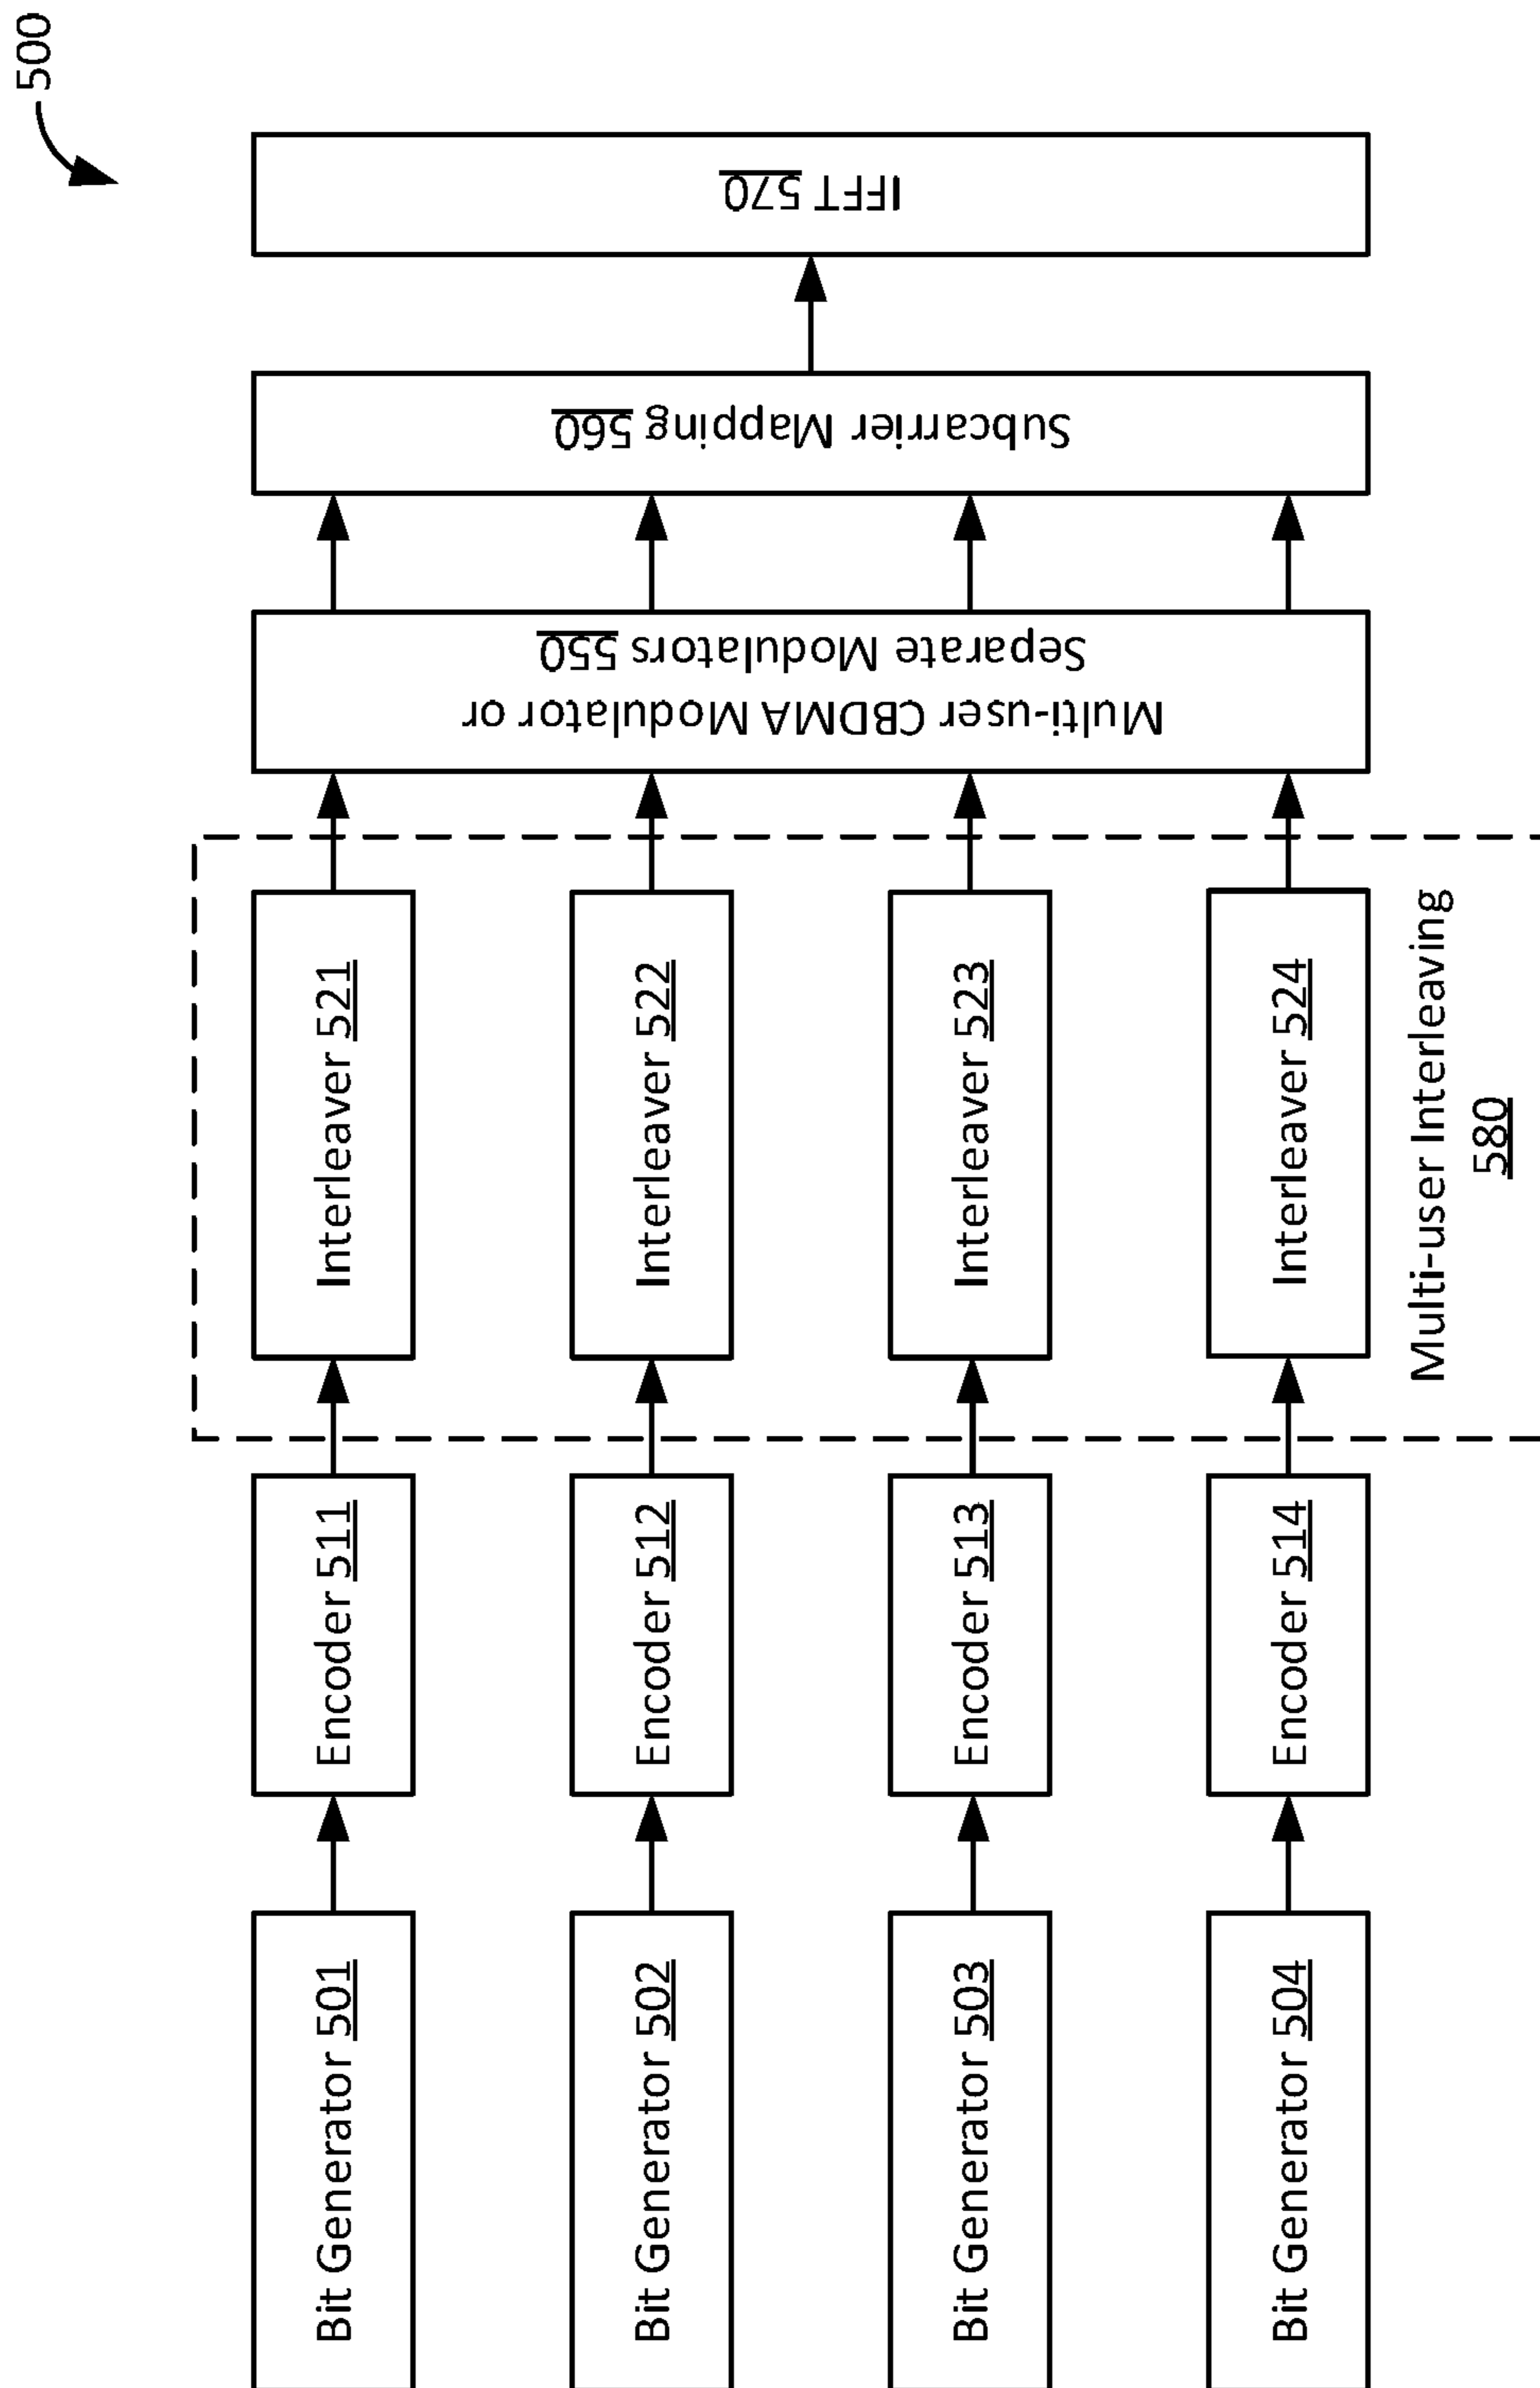 500
Bit Generator 501
Encoder 511
Interleaver 521
Bit Generator 502
Encoder 512
Interleaver 522
Bit Generator 503
Encoder 513
Interleaver 523
Bit Generator 504
Encoder 514
Interleaver 524
Multi-user Interleaving
580
Multi-user CBDMA Modulator or
Separate Modulators 550
Subcarrier Mapping 560
IFFT 570